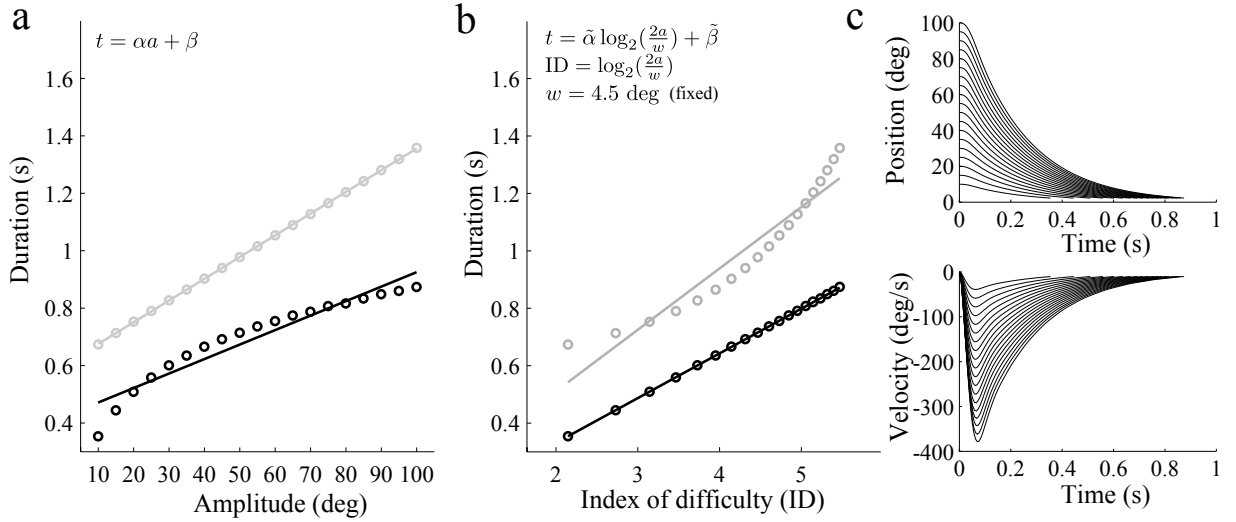 a
t = αa + β
Duration (s)
1.6
1.4
1.2
1
0.8
0.6
0.4
10 20 30 40 50 60 70 80 90 100
Amplitude (deg)
b
t = α̃ log₂(2a/w) + β̃
ID = log₂(2a/w)
w = 4.5 deg (fixed)
Duration (s)
1.6
1.4
1.2
1
0.8
0.6
0.4
2 3 4 5
Index of difficulty (ID)
c
Position (deg)
100
80
60
40
20
0
0 0.2 0.4 0.6 0.8 1
Time (s)
Velocity (deg/s)
0
-100
-200
-300
-400
0 0.2 0.4 0.6 0.8 1
Time (s)